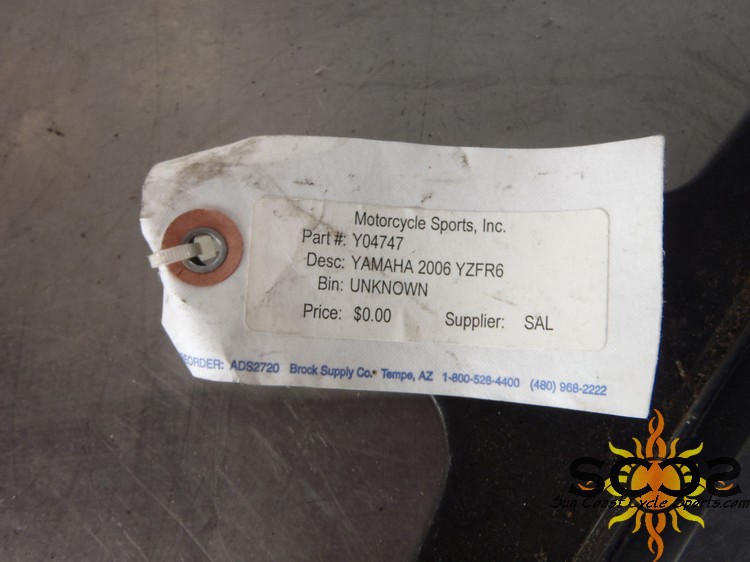 Motorcycle Sports, Inc.
Part #: Y04747
Desc: YAMAHA 2006 YZFR6
Bin: UNKNOWN
Price: $0.00 Supplier: SAL
REORDER: ADS2720 Brock Supply Co. Tempe, AZ 1-800-528-4400 (480) 968-2222
SCCS
Sun Coast Cycle Sports.com